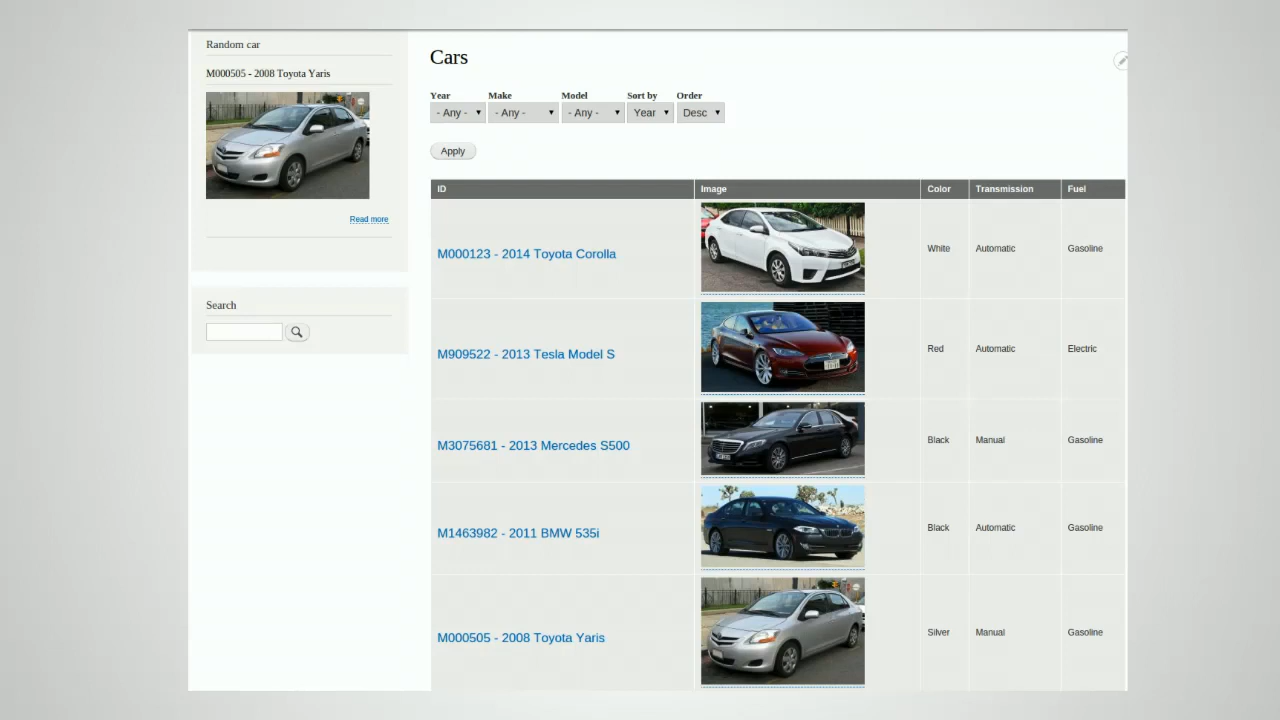 Random car
M000505 - 2008 Toyota Yaris
Read more
Search
Cars
Year Make Model Sort by Order
- Any - - Any - - Any - Year Desc
Apply
ID Image Color Transmission Fuel
M000123 - 2014 Toyota Corolla White Automatic Gasoline
M909522 - 2013 Tesla Model S Red Automatic Electric
M3075681 - 2013 Mercedes S500 Black Manual Gasoline
M1463982 - 2011 BMW 535i Black Automatic Gasoline
M000505 - 2008 Toyota Yaris Silver Manual Gasoline